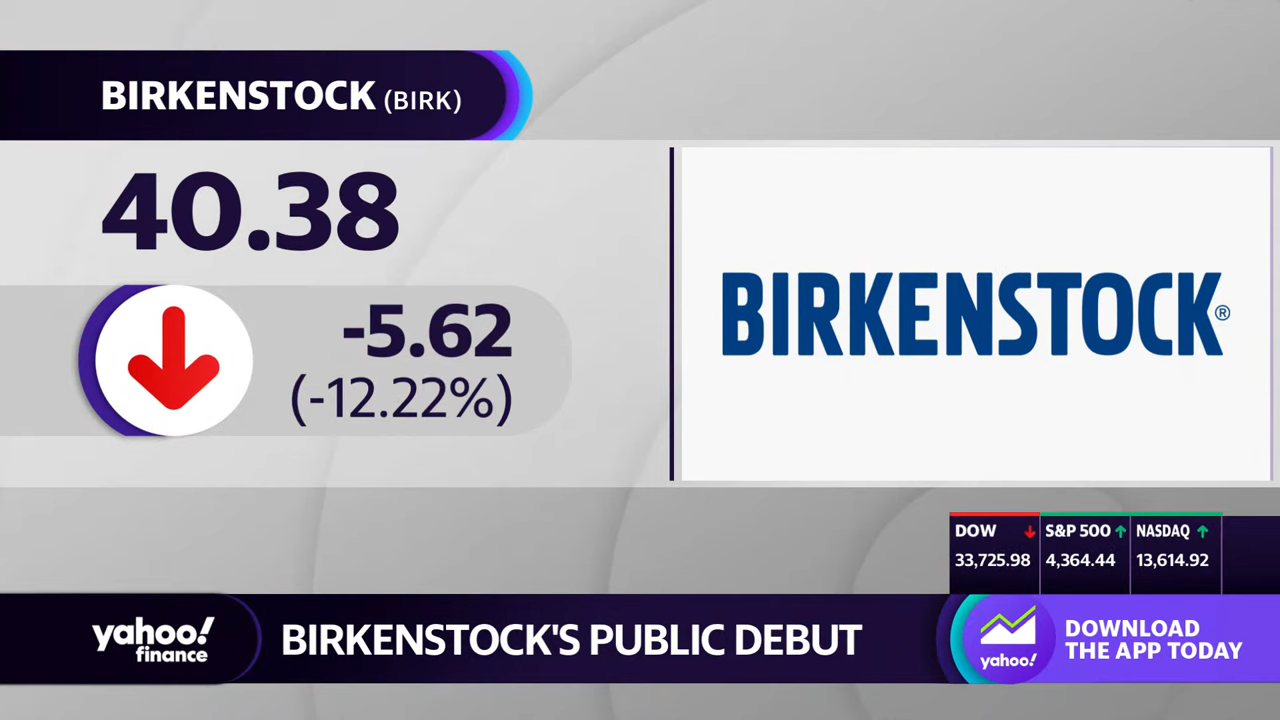 BIRKENSTOCK (BIRK)
40.38
-5.62
(-12.22%)
BIRKENSTOCK®
DOW S&P 500 NASDAQ
33,725.98 4,364.44 13,614.92
yahoo!
finance
BIRKENSTOCK'S PUBLIC DEBUT
yahoo!
DOWNLOAD
THE APP TODAY